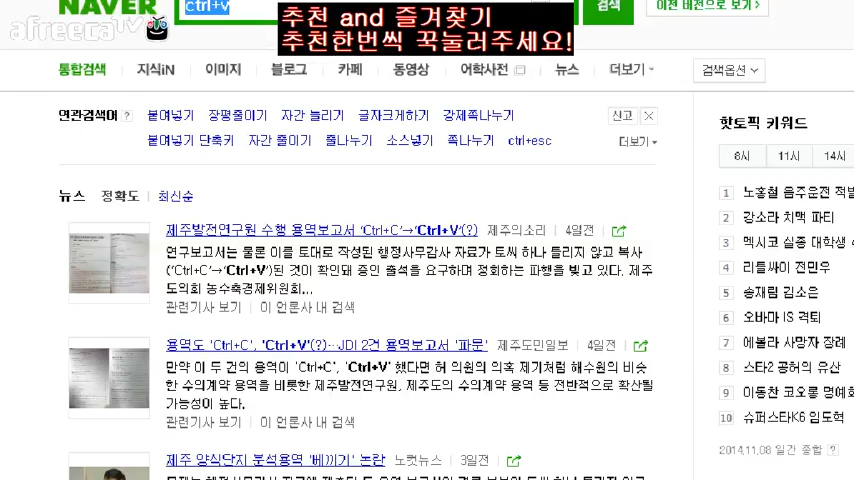 NAVER
ctrl+v
검색
이전 버전으로 보기>
afreecaTV
추천 and 즐겨찾기
추천한번씩 꾹눌러주세요!
통합검색 지식iN 이미지 블로그 카페 동영상 어학사전 뉴스 더보기 검색옵션
연관검색어 ? 붙여넣기 장평줄이기 자간 늘리기 글자크게하기 강제쪽나누기 신고
붙여넣기 단축키 자간 줄이기 줄나누기 소스넣기 쪽나누기 ctrl+esc 더보기
뉴스 정확도 최신순
제주발전연구원 수행 용역보고서 'Ctrl+C'→'Ctrl+V'(?) 제주의소리 4일전
연구보고서는 물론 이를 토대로 작성된 행정사무감사 자료가 토씨 하나 틀리지 않고 복사
('Ctrl+C'→'Ctrl+V')된 것이 확인돼 증인 출석을 요구하며 정회하는 파행을 빚고 있다. 제주
도의회 농수축경제위원회...
관련기사 보기 이 언론사 내 검색
용역도 'Ctrl+C', 'Ctrl+V'(?)…JDI 2건 용역보고서 '파문' 제주도민일보 4일전
만약 이 두 건의 용역이 'Ctrl+C', 'Ctrl+V' 했다면 허 의원의 의혹 제기처럼 해수원의 비슷
한 수의계약 용역을 비롯한 제주발전연구원, 제주도의 수의계약 용역 등 전반적으로 확산될
가능성이 높다.
관련기사 보기 이 언론사 내 검색
제주 양식단지 분석용역 '베끼기' 논란 노컷뉴스 3일전
핫토픽 키워드
8시 11시 14시
1 노홍철 음주운전 적발
2 강소라 치맥 파티
3 멕시코 실종 대학생
4 리틀싸이 전민우
5 송재림 김소은
6 오바마 IS 격퇴
7 에볼라 사망자 장례
8 스타2 공허의 유산
9 이동찬 코오롱 명예회
10 슈퍼스타K6 임도혁
2014.11.08 일간 종합 ?